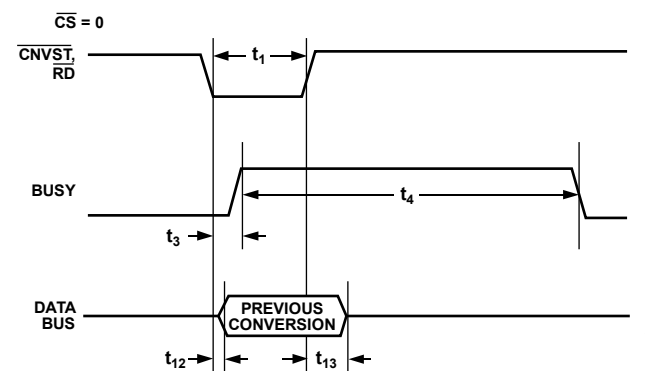 CS = 0
CNVST,
RD
t1
BUSY
t4
t3
DATA
BUS
PREVIOUS
CONVERSION
t12
t13